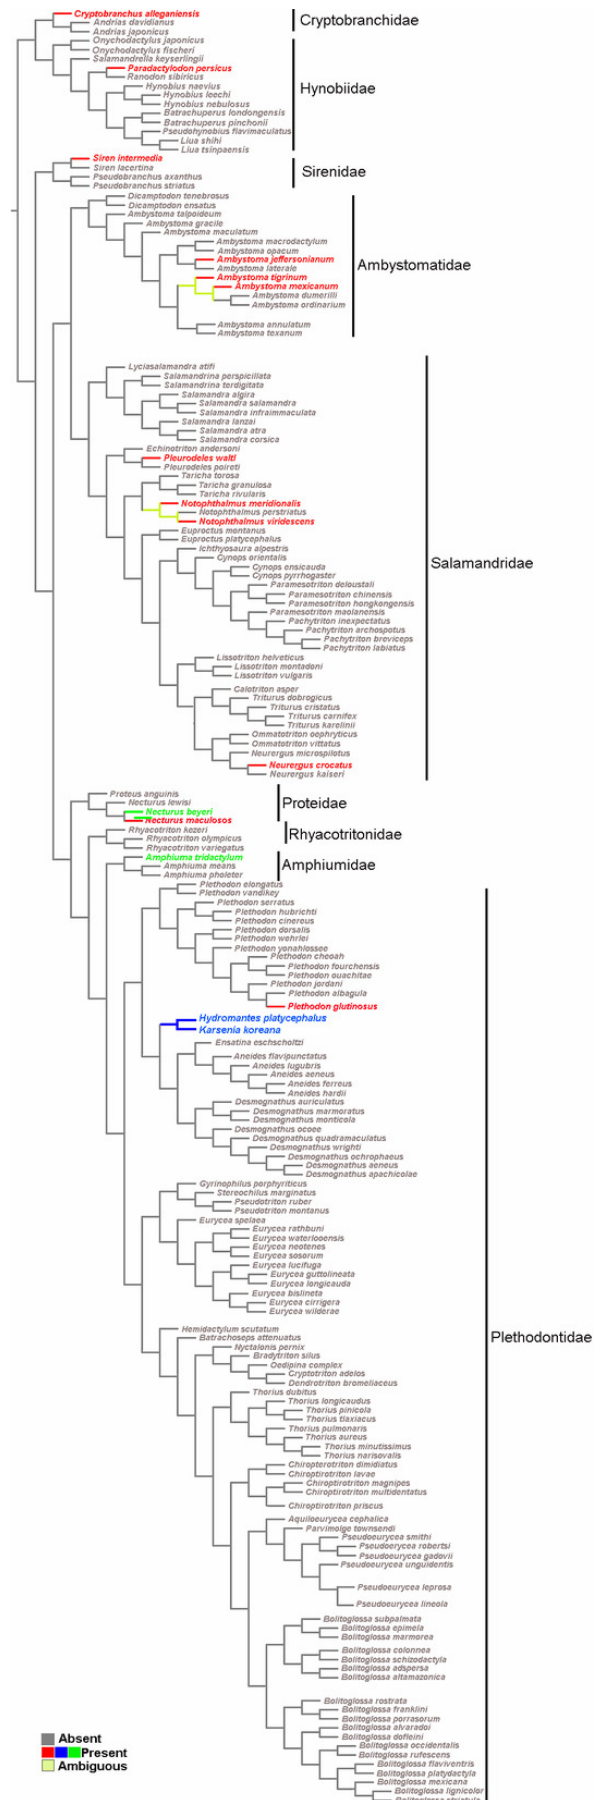 Cryptobranchus alleganiensis
Andrias davidianus
Andrias japonicus
Cryptobranchidae
Onychodactylus japonicus
Onychodactylus fischeri
Salamandrella keyserlingii
Paradactylodon persicus
Ranodon sibiricus
Hynobius naevius
Hynobius leechi
Hynobius nebulosus
Batrachuperus londongensis
Batrachuperus pinchonii
Pseudohynobius flavimaculatus
Liua shihi
Liua tsinpaensis
Hynobiidae
Siren intermedia
Siren lacertina
Pseudobranchus axanthus
Pseudobranchus striatus
Sirenidae
Dicamptodon tenebrosus
Dicamptodon ensatus
Ambystoma talpoideum
Ambystoma gracile
Ambystoma maculatum
Ambystoma macrodactylum
Ambystoma opacum
Ambystoma jeffersonianum
Ambystoma laterale
Ambystoma tigrinum
Ambystoma mexicanum
Ambystoma dumerilli
Ambystoma ordinarium
Ambystoma annulatum
Ambystoma texanum
Ambystomatidae
Lyciasalamandra atifi
Salamandrina perspicillata
Salamandrina terdigitata
Salamandra algira
Salamandra salamandra
Salamandra infraimmaculata
Salamandra lanzai
Salamandra atra
Salamandra corsica
Echinotriton andersoni
Pleurodeles waltl
Pleurodeles poireti
Taricha torosa
Taricha granulosa
Taricha rivularis
Notophthalmus meridionalis
Notophthalmus perstriatus
Notophthalmus viridescens
Euproctus montanus
Euproctus platycephalus
Ichthyosaura alpestris
Cynops orientalis
Cynops ensicauda
Cynops pyrrhogaster
Paramesotriton deloustali
Paramesotriton chinensis
Paramesotriton hongkongensis
Paramesotriton maolanensis
Pachytriton inexpectatus
Pachytriton archospotus
Pachytriton breviceps
Pachytriton labiatus
Lissotriton helveticus
Lissotriton montadoni
Lissotriton vulgaris
Calotriton asper
Triturus dobrogicus
Triturus cristatus
Triturus carnifex
Triturus karelinii
Ommatotriton oephryticus
Ommatotriton vittatus
Neurergus microspilotus
Neurergus crocatus
Neurergus kaiseri
Salamandridae
Proteus anguinis
Necturus lewisi
Necturus beyeri
Necturus maculosos
Proteidae
Rhyacotriton kezeri
Rhyacotriton olympicus
Rhyacotriton variegatus
Rhyacotritonidae
Amphiuma tridactylum
Amphiuma means
Amphiuma pholeter
Amphiumidae
Plethodon elongatus
Plethodon vandikey
Plethodon serratus
Plethodon hubrichti
Plethodon cinereus
Plethodon dorsalis
Plethodon wehrlei
Plethodon yonahlossee
Plethodon cheoah
Plethodon fourchensis
Plethodon ouachitae
Plethodon jordani
Plethodon albagula
Plethodon glutinosus
Hydromantes platycephalus
Karsenia koreana
Ensatina eschscholtzi
Aneides flavipunctatus
Aneides lugubris
Aneides aeneus
Aneides ferreus
Aneides hardii
Desmognathus auriculatus
Desmognathus marmoratus
Desmognathus monticola
Desmognathus ocoee
Desmognathus quadramaculatus
Desmognathus wrighti
Desmognathus ochrophaeus
Desmognathus aeneus
Desmognathus apachicolae
Gyrinophilus porphyriticus
Stereochilus marginatus
Pseudotriton ruber
Pseudotriton montanus
Eurycea spelaea
Eurycea rathbuni
Eurycea waterlooensis
Eurycea neotenes
Eurycea sosorum
Eurycea lucifuga
Eurycea guttolineata
Eurycea longicauda
Eurycea bislineta
Eurycea cirrigera
Eurycea wilderae
Hemidactylum scutatum
Batrachoseps attenuatus
Nyctalonis pernix
Bradytriton silus
Oedipina complex
Cryptotriton adelos
Dendrotriton bromeliaceus
Thorius dubitus
Thorius longicaudus
Thorius pinicola
Thorius tlaxiacus
Thorius pulmonaris
Thorius aureus
Thorius minutissimus
Thorius narisovalis
Chiropterotriton dimidiatus
Chiroptirotriton lavae
Chiroptirotriton magnipes
Chiroptirotriton multidentatus
Chiroptirotriton priscus
Aquiloeurycea cephalica
Parvimolge townsendi
Pseudoeurycea smithi
Pseudoerycea robertsi
Pseudoeurycea gadovii
Pseudoeurycea unguidentis
Pseudoeurycea leprosa
Pseudoeurycea lineola
Bolitoglossa subpalmata
Bolitoglossa epimela
Bolitoglossa marmorea
Bolitoglossa colonnea
Bolitoglossa schizodactyla
Bolitoglossa adspersa
Bolitoglossa altamazonica
Bolitoglossa rostrata
Bolitoglossa franklini
Bolitoglossa porrasorum
Bolitoglossa alvaradoi
Bolitoglossa dofleini
Bolitoglossa occidentalis
Bolitoglossa rufescens
Bolitoglossa flaviventris
Bolitoglossa platydactyla
Bolitoglossa mexicana
Bolitoglossa lignicolor
Plethodontidae
Absent
Present
Ambiguous